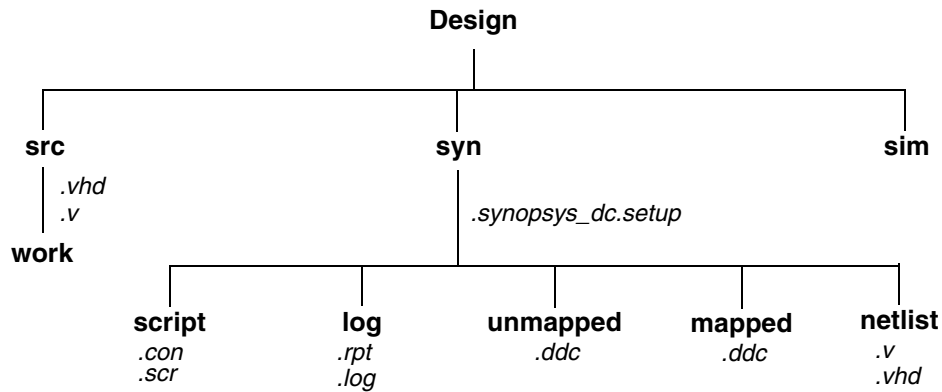 Design
src
syn
sim
.vhd
.v
.synopsys_dc.setup
work
script
log
unmapped
mapped
netlist
.con
.scr
.rpt
.log
.ddc
.ddc
.v
.vhd